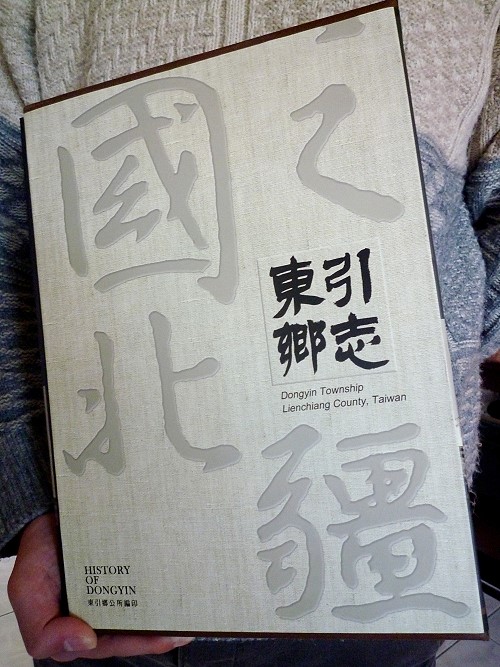 國之
東引
鄉志
Dongyin Township
Lienchiang County, Taiwan
北疆
HISTORY
OF
DONGYIN
東引鄉公所編印